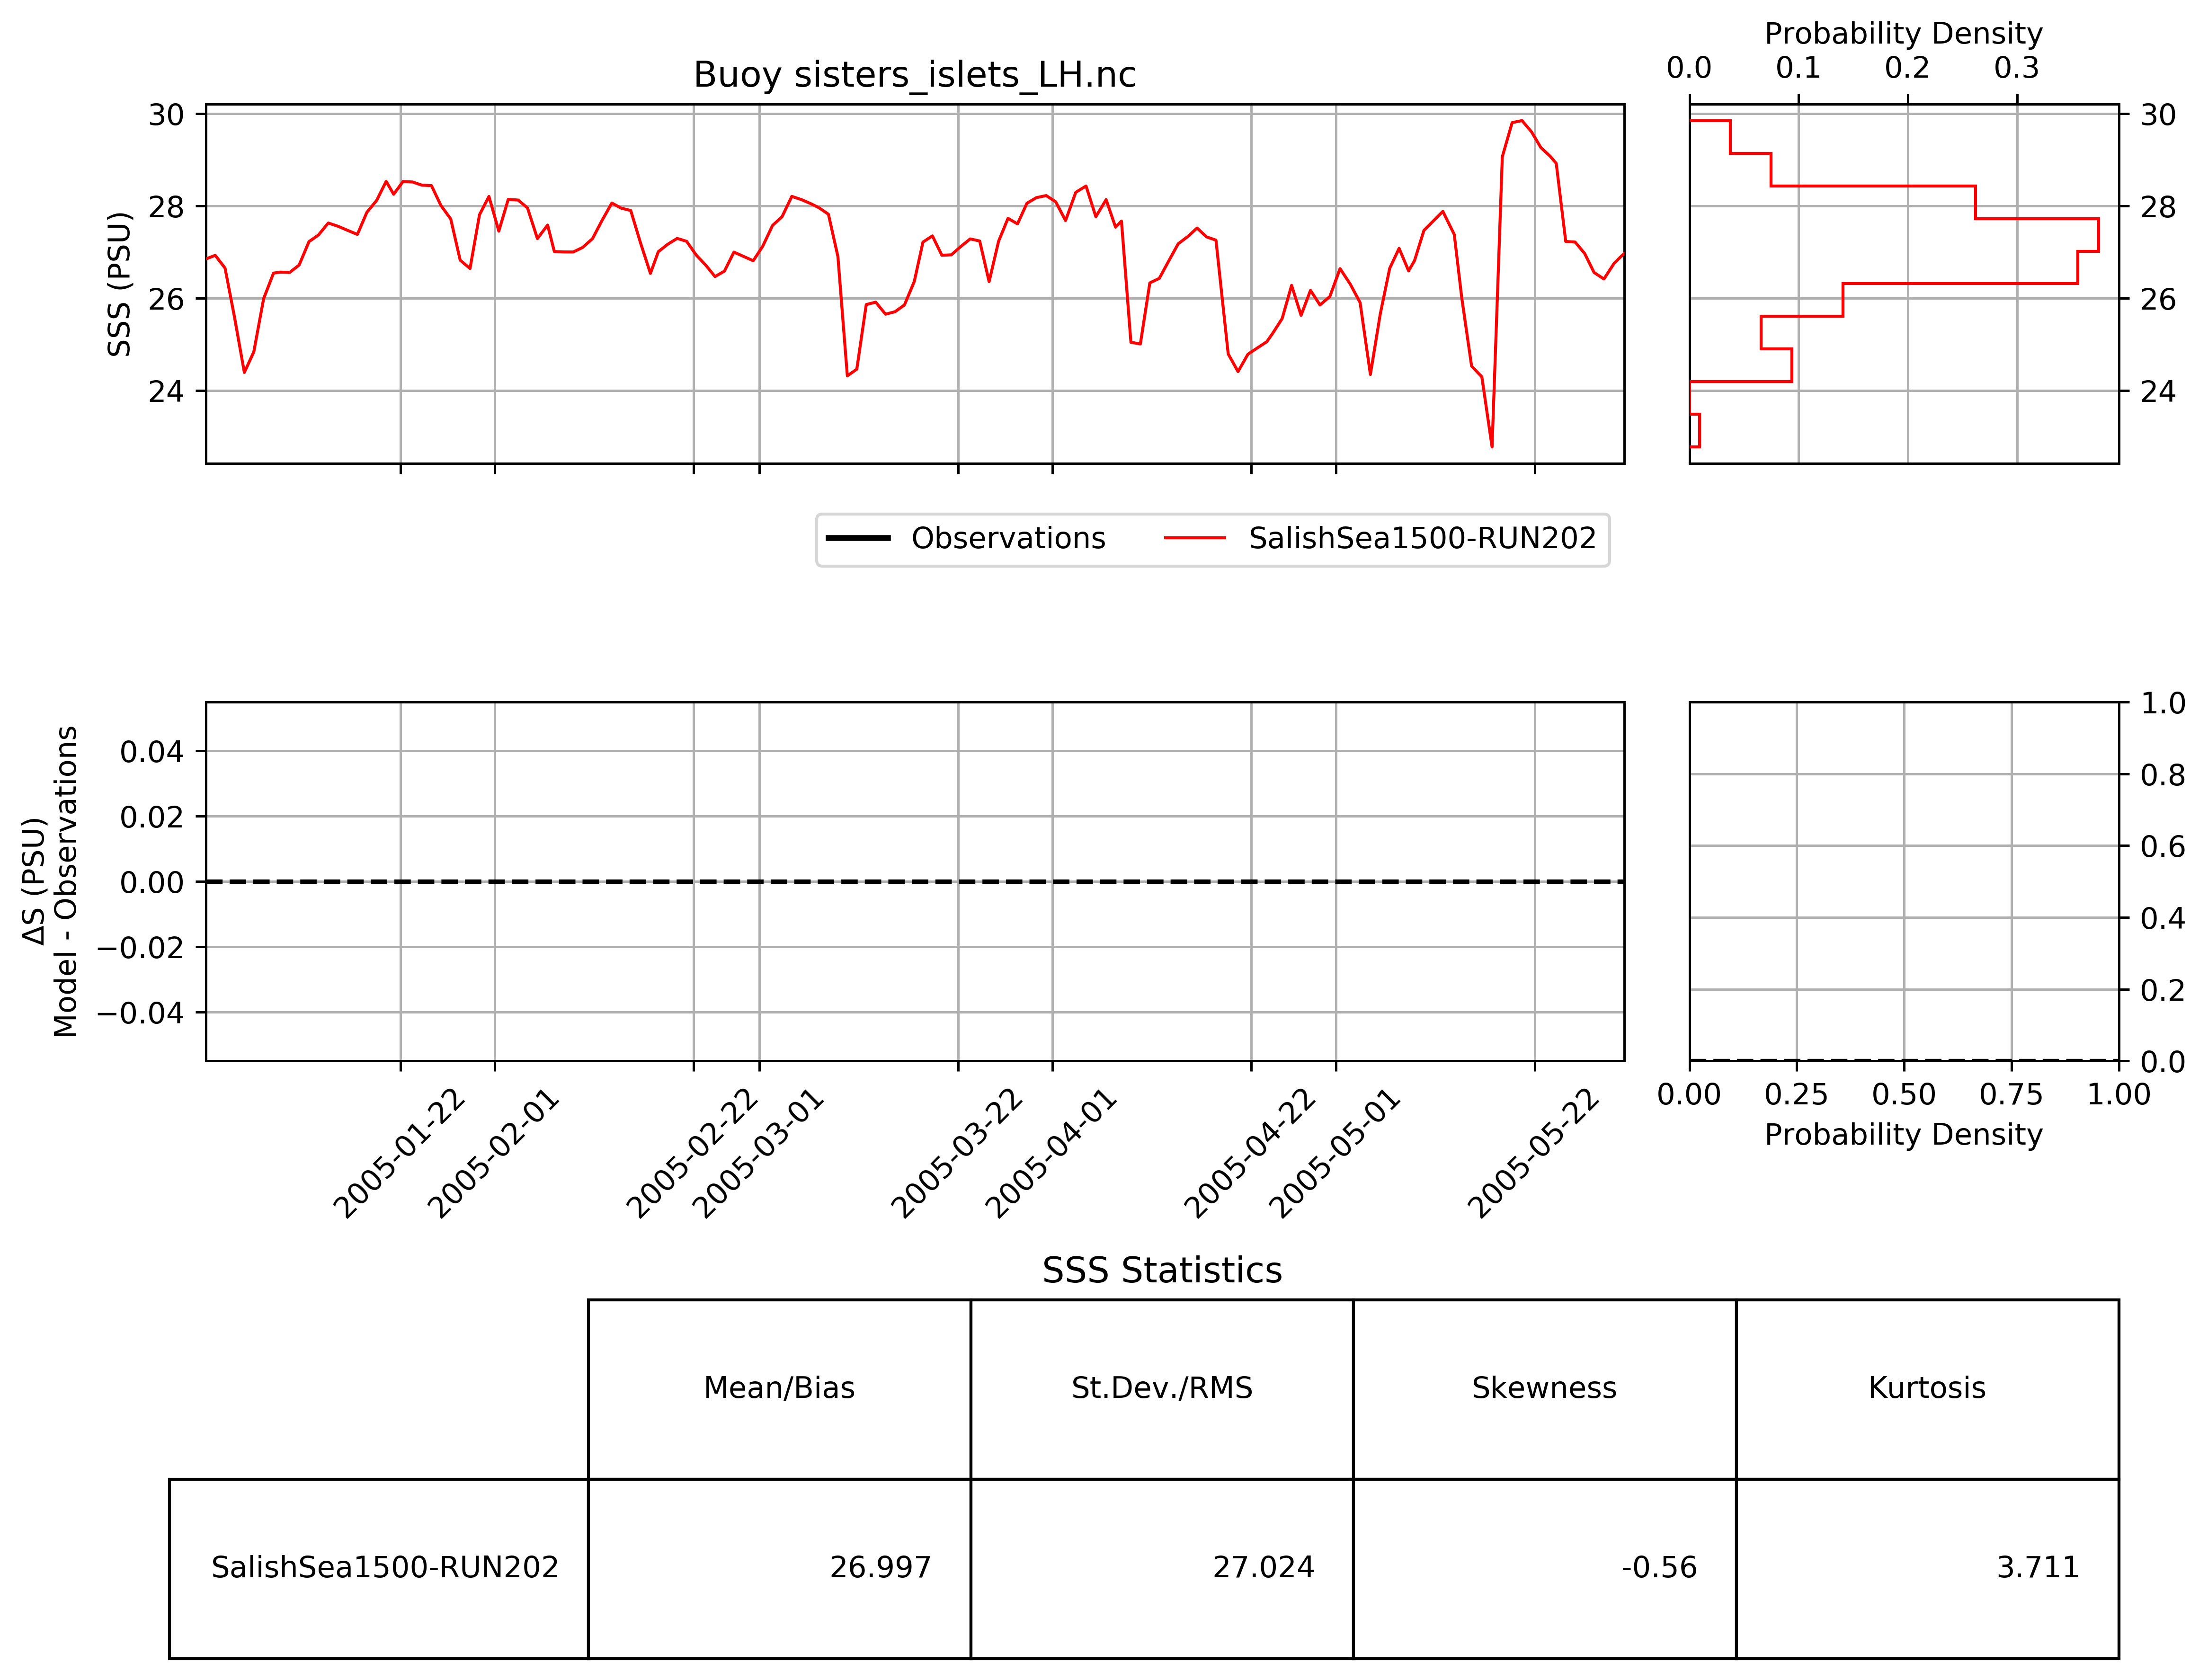 Probability Density
0.0 0.1 0.2 0.3
Buoy sisters_islets_LH.nc
SSS (PSU)
30
28
26
24
30
28
26
24
Observations
SalishSea1500-RUN202
ΔS (PSU)
Model - Observations
0.04
0.02
0.00
−0.02
−0.04
1.0
0.8
0.6
0.4
0.2
0.0
0.00 0.25 0.50 0.75 1.00
Probability Density
2005-01-22
2005-02-01
2005-02-22
2005-03-01
2005-03-22
2005-04-01
2005-04-22
2005-05-01
2005-05-22
SSS Statistics
Mean/Bias St.Dev./RMS Skewness Kurtosis
SalishSea1500-RUN202 26.997 27.024 -0.56 3.711